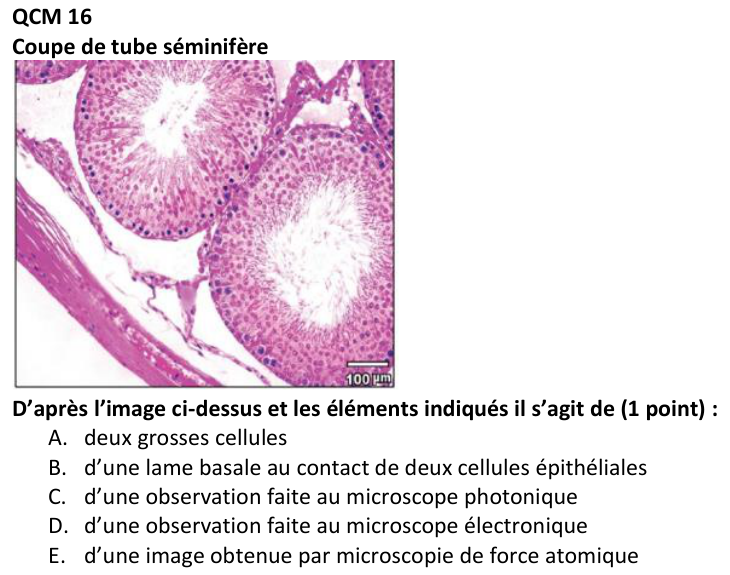 QCM 16
Coupe de tube séminifère
100 µm
D’après l’image ci-dessus et les éléments indiqués il s’agit de (1 point) :
A. deux grosses cellules
B. d’une lame basale au contact de deux cellules épithéliales
C. d’une observation faite au microscope photonique
D. d’une observation faite au microscope électronique
E. d’une image obtenue par microscopie de force atomique